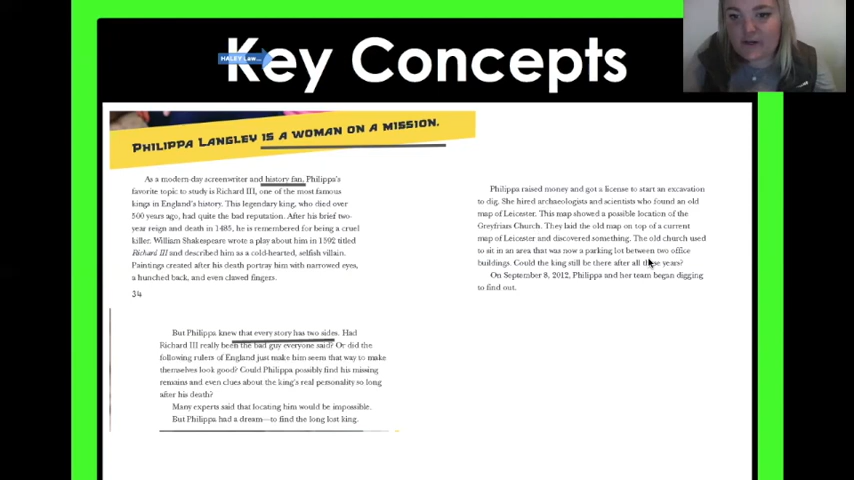 Key Concepts
HALEY Law...
PHILIPPA LANGLEY IS A WOMAN ON A MISSION.
As a modern-day screenwriter and history fan, Philippa's
favorite topic to study is Richard III, one of the most famous
kings in England's history. This legendary king, who died over
500 years ago, had quite the bad reputation. After his brief two-
year reign and death in 1485, he is remembered for being a cruel
killer. William Shakespeare wrote a play about him in 1592 titled
Richard III and described him as a cold-hearted, selfish villain.
Paintings created after his death portray him with narrowed eyes,
a hunched back, and even clawed fingers.
34
But Philippa knew that every story has two sides. Had
Richard III really been the bad guy everyone said? Or did the
following rulers of England just make him seem that way to make
themselves look good? Could Philippa possibly find his missing
remains and even clues about the king's real personality so long
after his death?
Many experts said that locating him would be impossible.
But Philippa had a dream—to find the long lost king.
Philippa raised money and got a license to start an excavation
to dig. She hired archaeologists and scientists who found an old
map of Leicester. This map showed a possible location of the
Greyfriars Church. They laid the old map on top of a current
map of Leicester and discovered something. The old church used
to sit in an area that was now a parking lot between two office
buildings. Could the king still be there after all these years?
On September 8, 2012, Philippa and her team began digging
to find out.